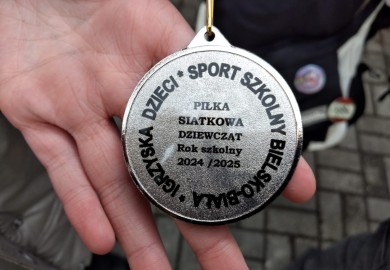 IGRZYSKA DZIECI * SPORT SZKOLNY BIELSKO-BIAŁA *
PIŁKA
SIATKOWA
DZIEWCZĄT
Rok szkolny
2024 /2025